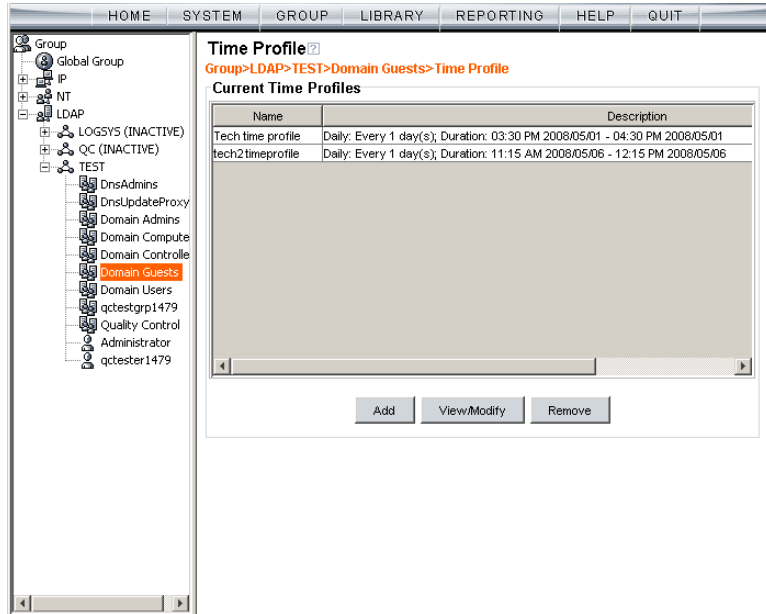 HOME SYSTEM GROUP LIBRARY REPORTING HELP QUIT
Group
Global Group
IP
NT
LDAP
LOGSYS (INACTIVE)
QC (INACTIVE)
TEST
DnsAdmins
DnsUpdateProxy
Domain Admins
Domain Compute
Domain Controlle
Domain Guests
Domain Users
qctestgrp1479
Quality Control
Administrator
qctester1479
Time Profile ?
Group>LDAP>TEST>Domain Guests>Time Profile
Current Time Profiles
Name Description
Tech time profile Daily: Every 1 day(s); Duration: 03:30 PM 2008/05/01 - 04:30 PM 2008/05/01
tech2timeprofile Daily: Every 1 day(s); Duration: 11:15 AM 2008/05/06 - 12:15 PM 2008/05/06
Add View/Modify Remove